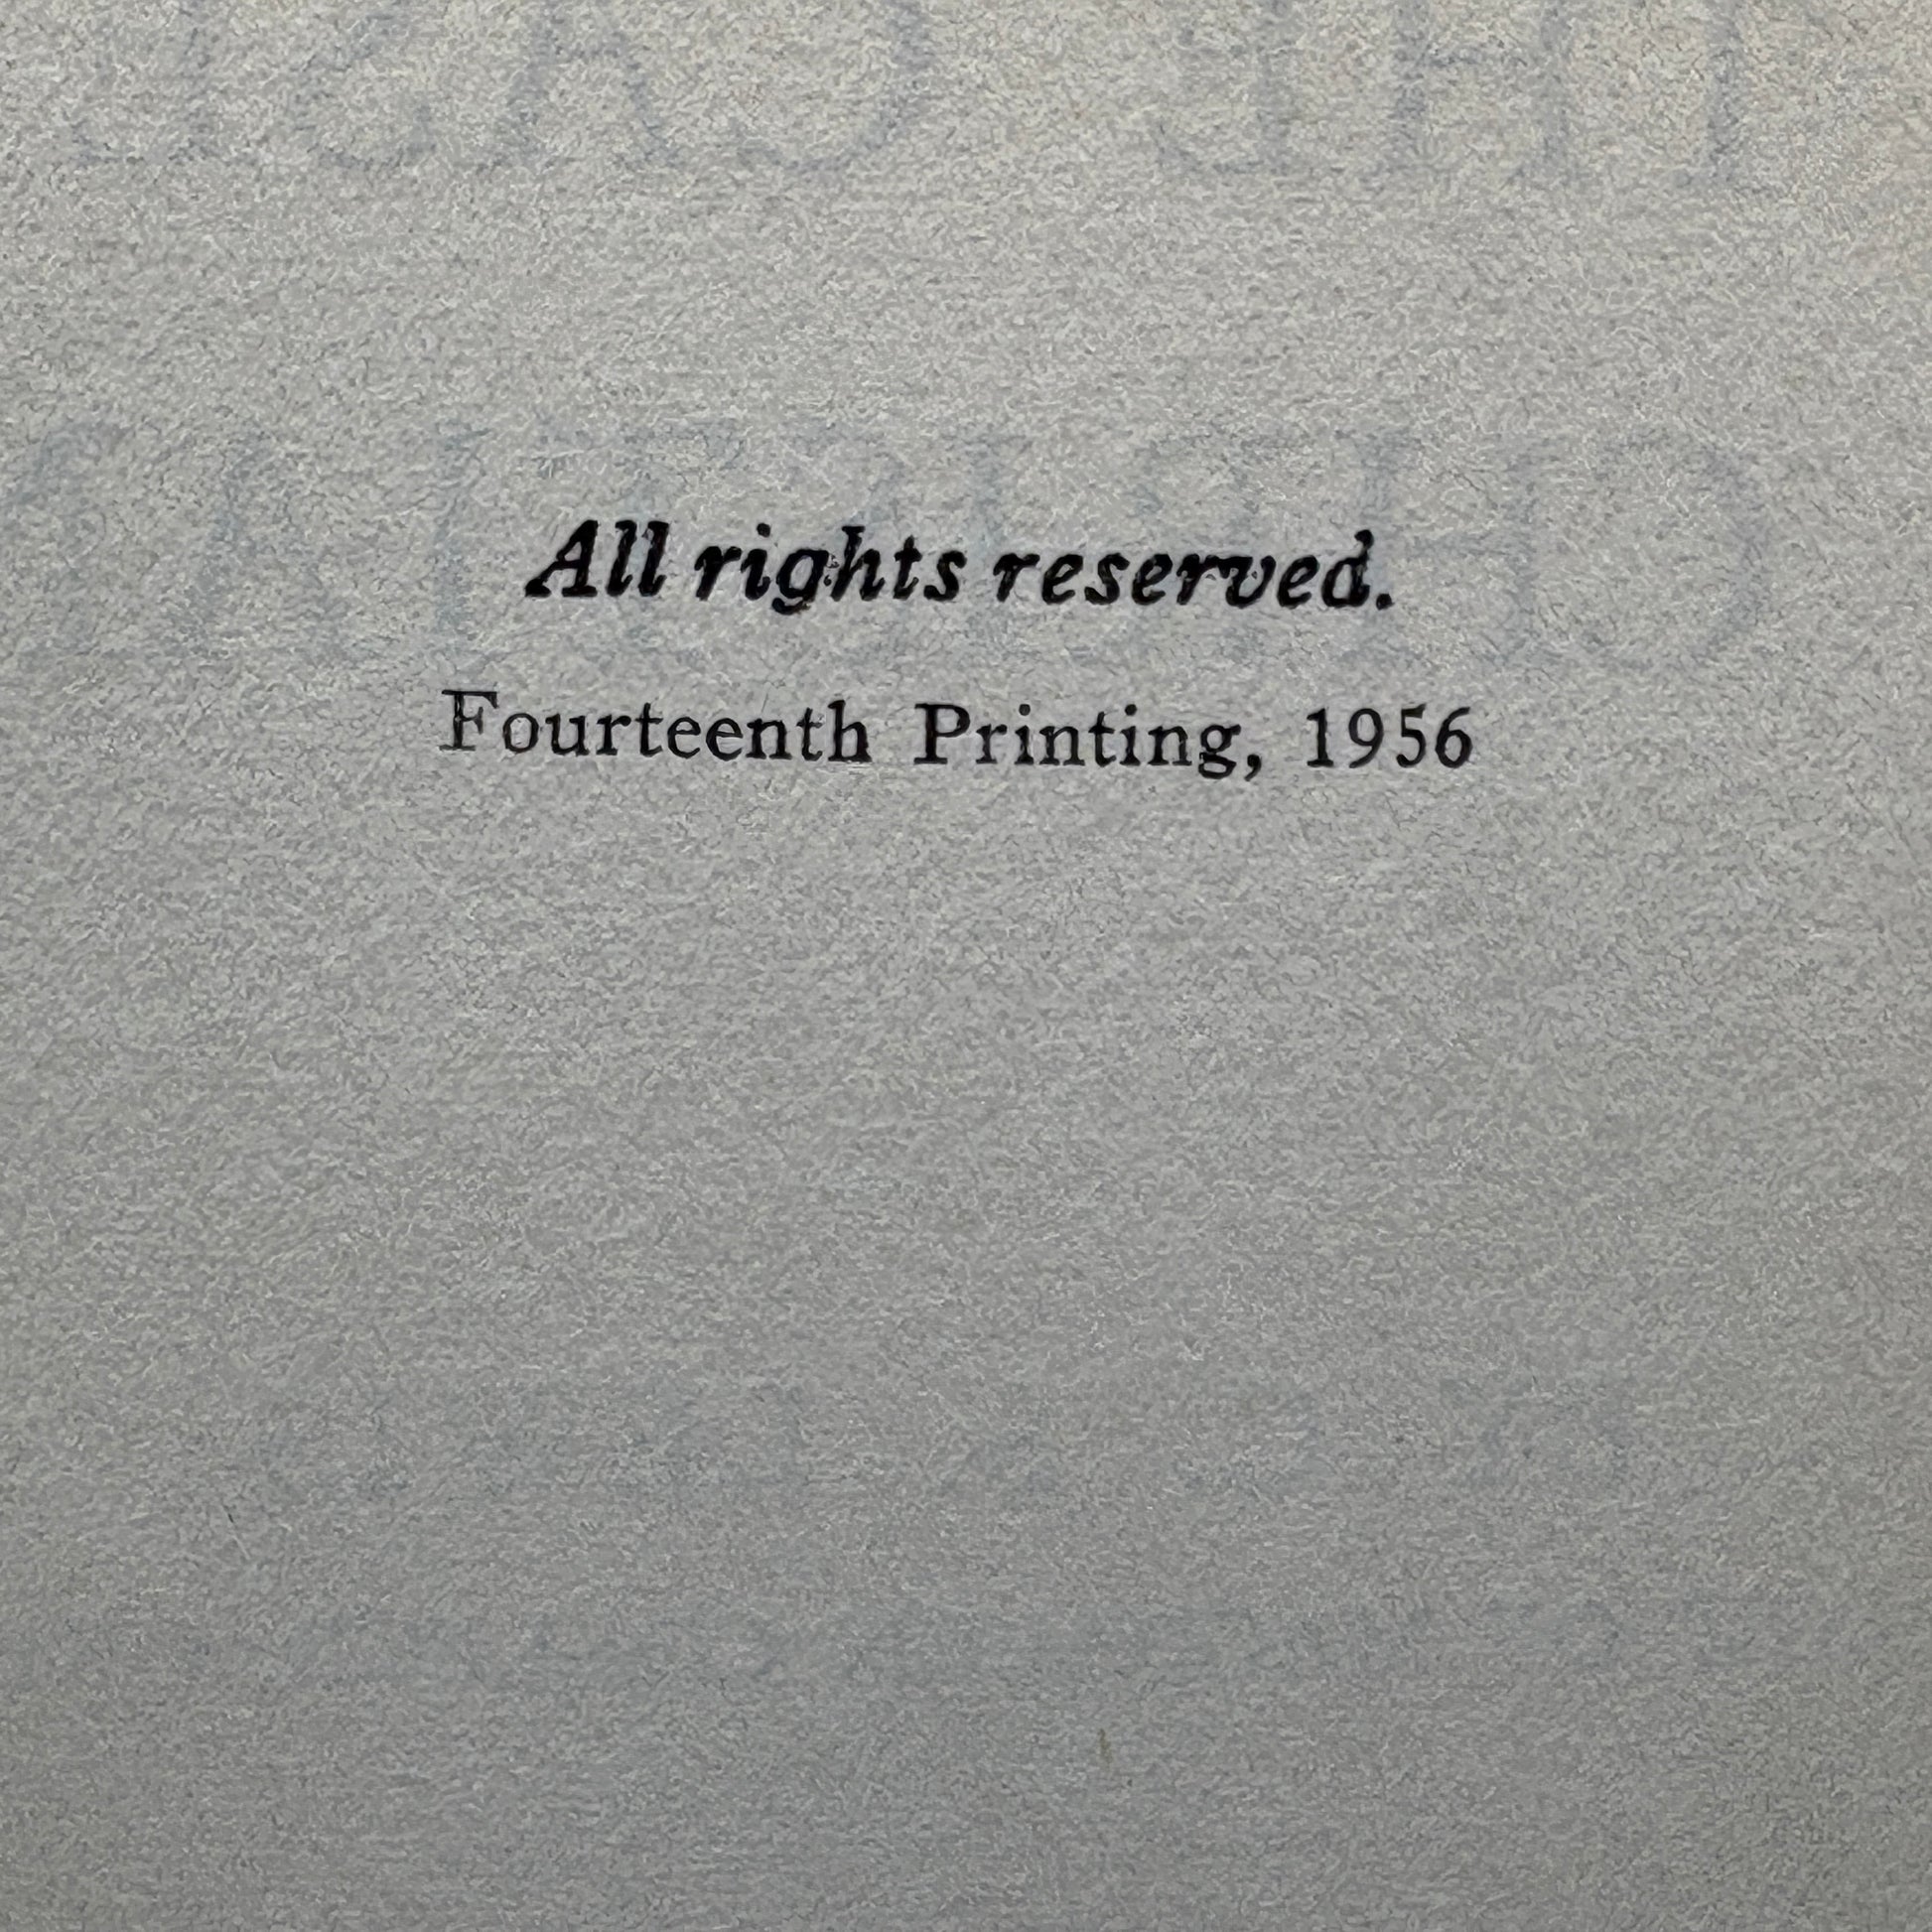 All rights reserved.
Fourteenth Printing, 1956